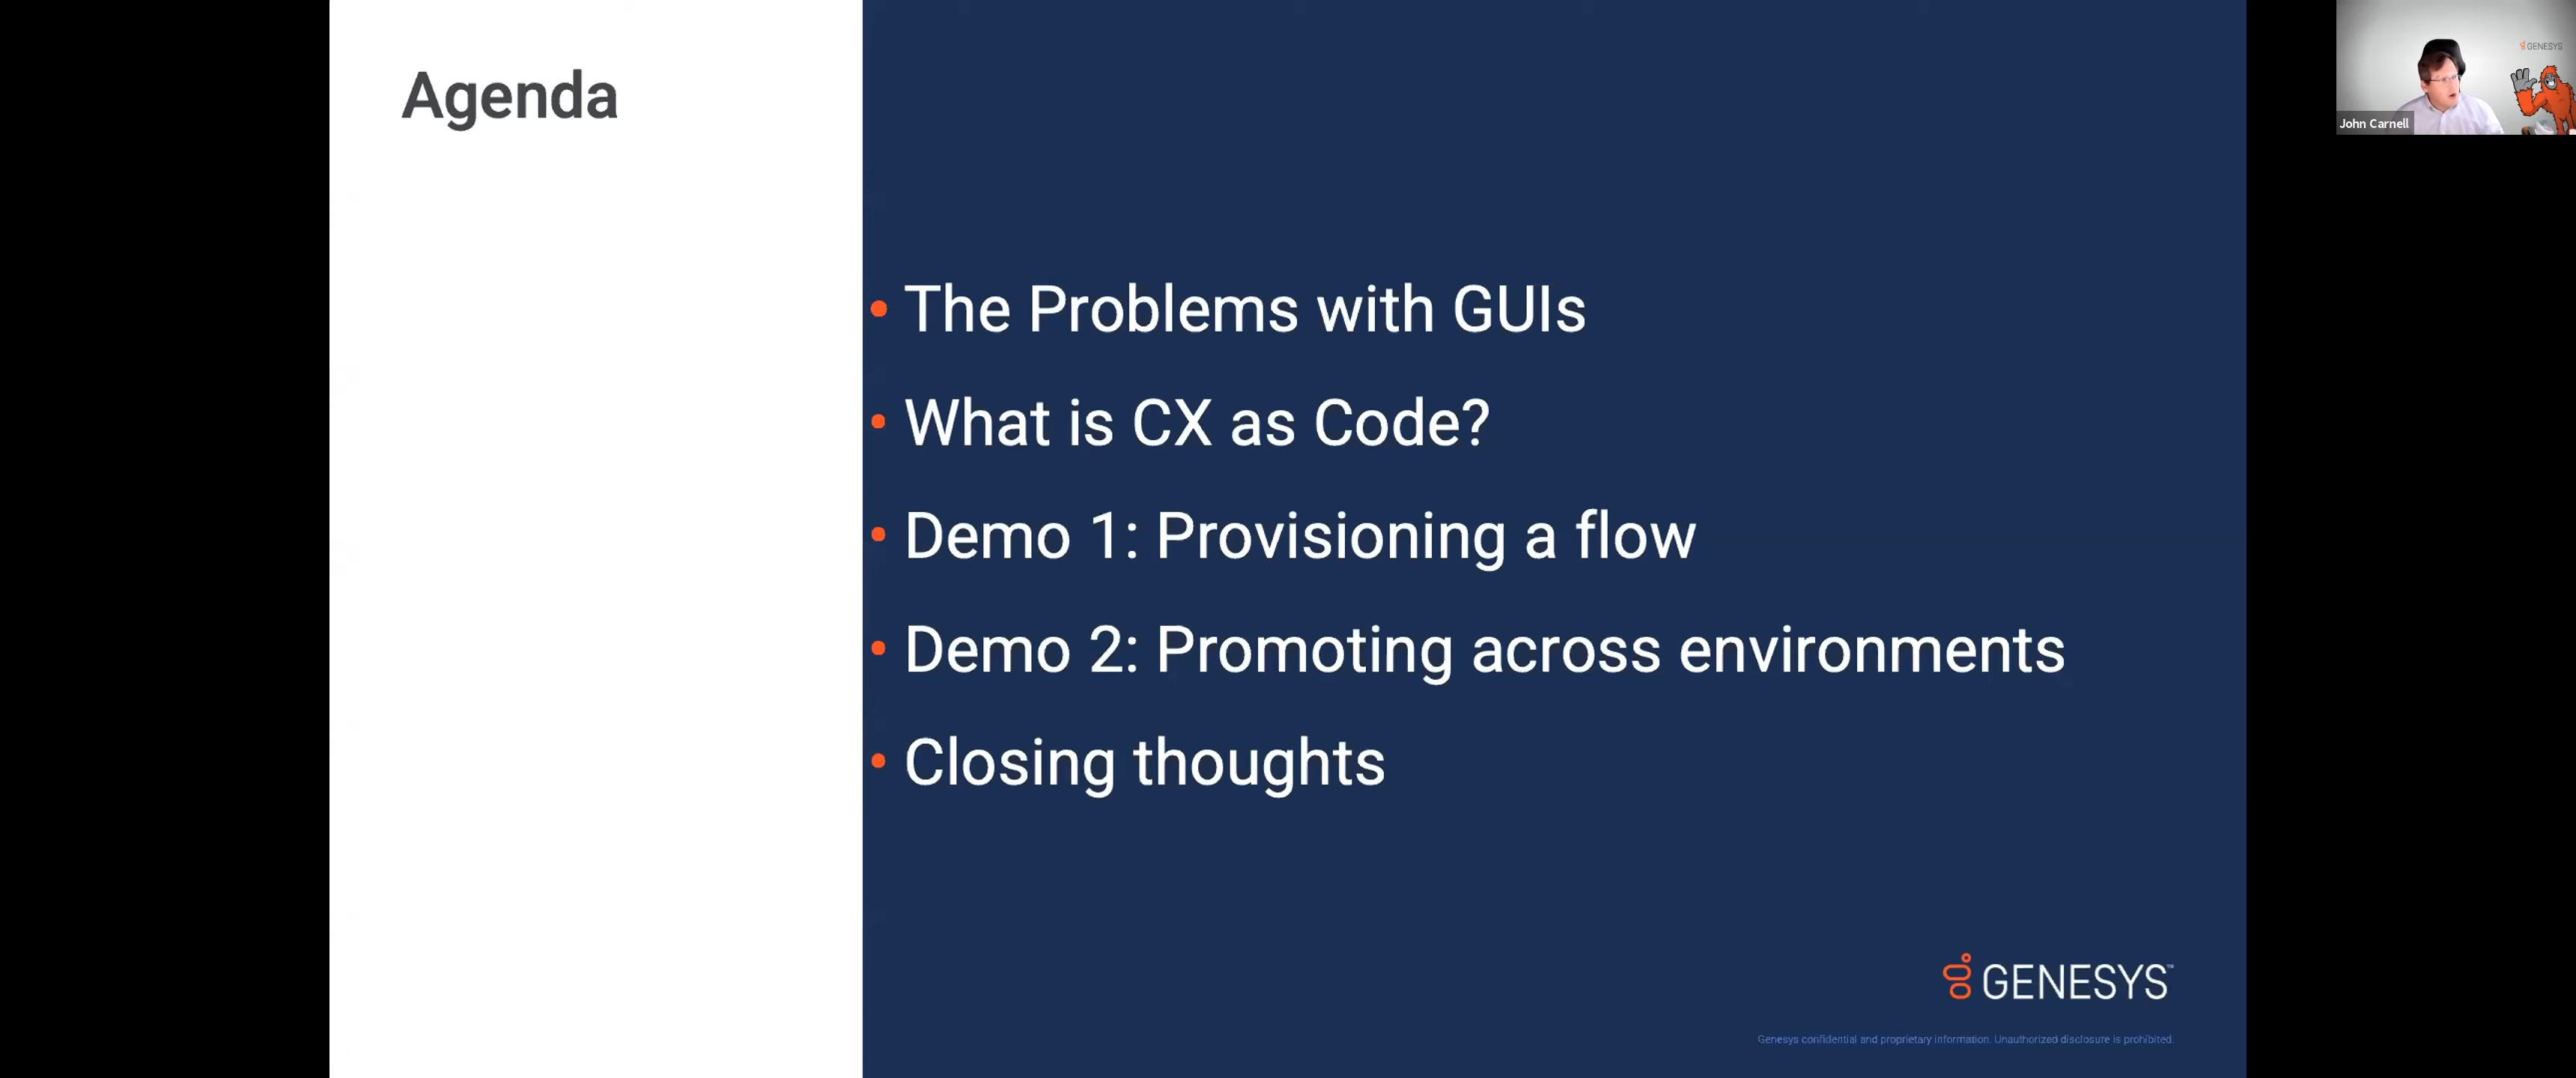 Agenda
The Problems with GUIs
What is CX as Code?
Demo 1: Provisioning a flow
Demo 2: Promoting across environments
Closing thoughts
GENESYS™
Genesys confidential and proprietary information. Unauthorized disclosure is prohibited.
GENESYS
John Carnell